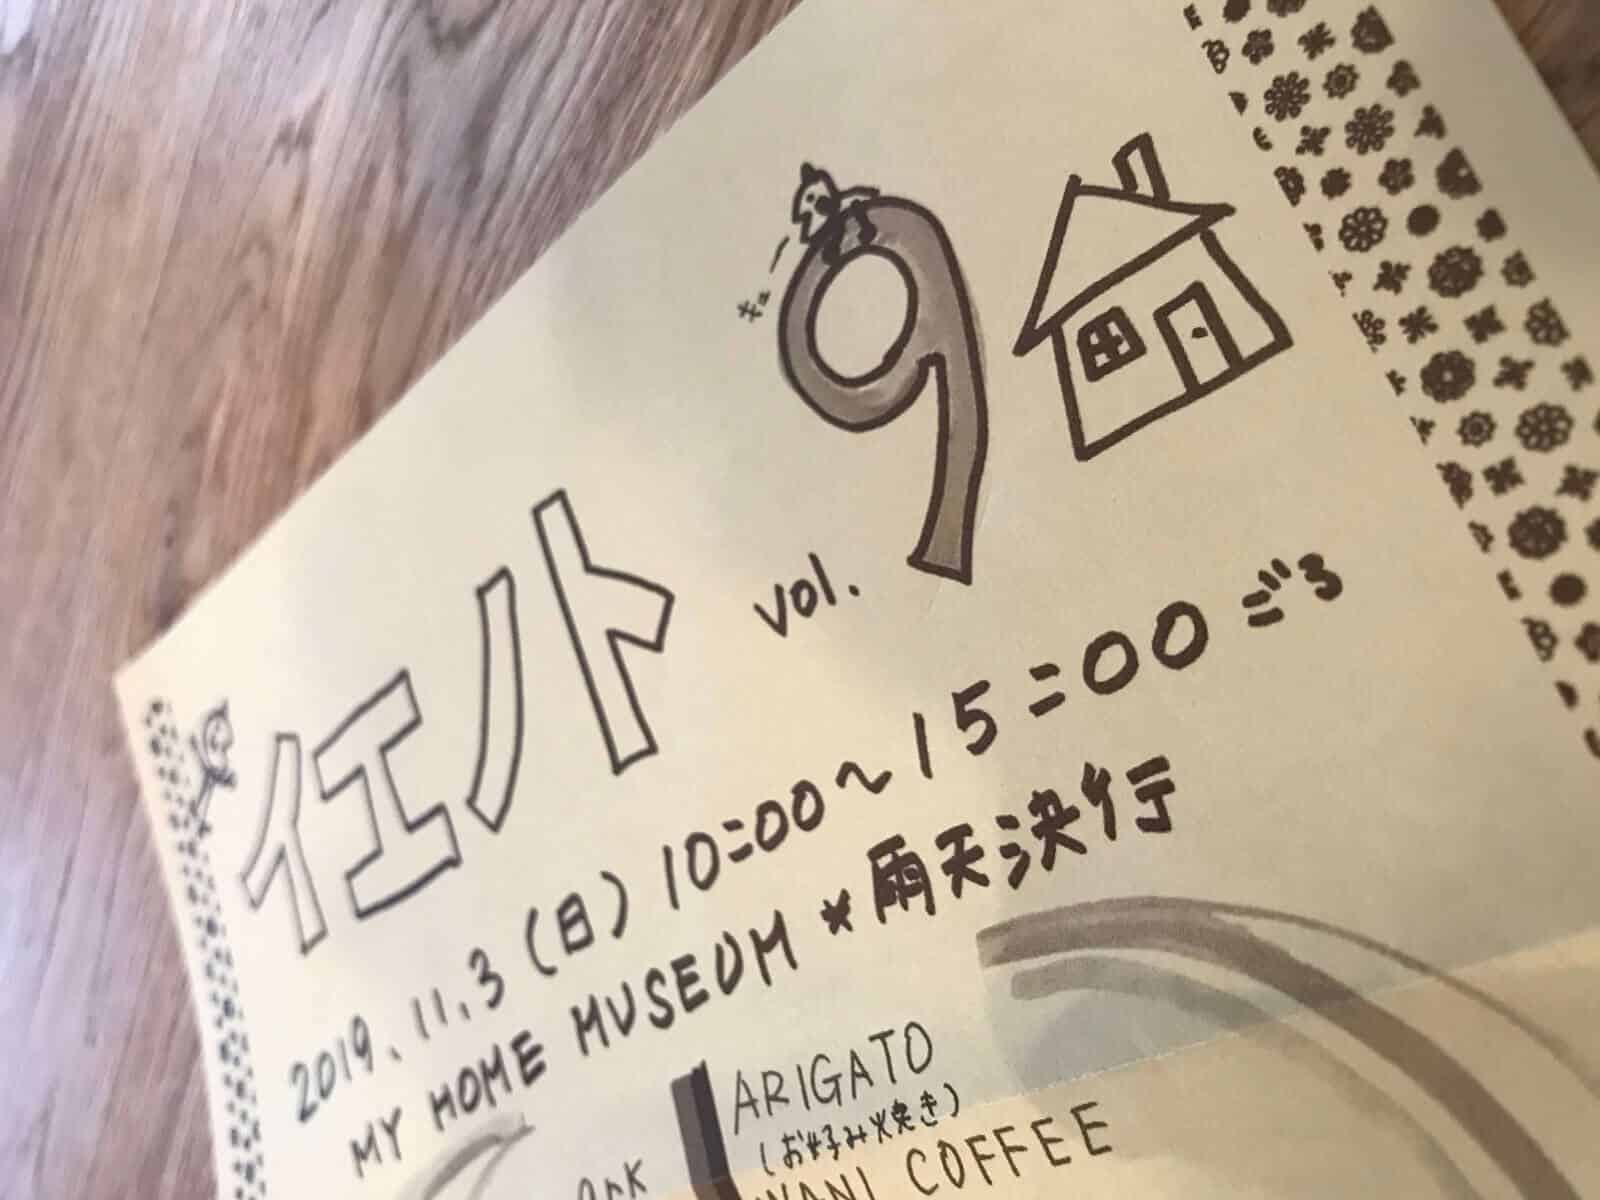 イエノト vol. 9
2019.11.3(日) 10:00〜15:00ごろ
MY HOME MUSEUM *雨天決行
ARIGATO
(お好み焼き)
WANI COFFEE